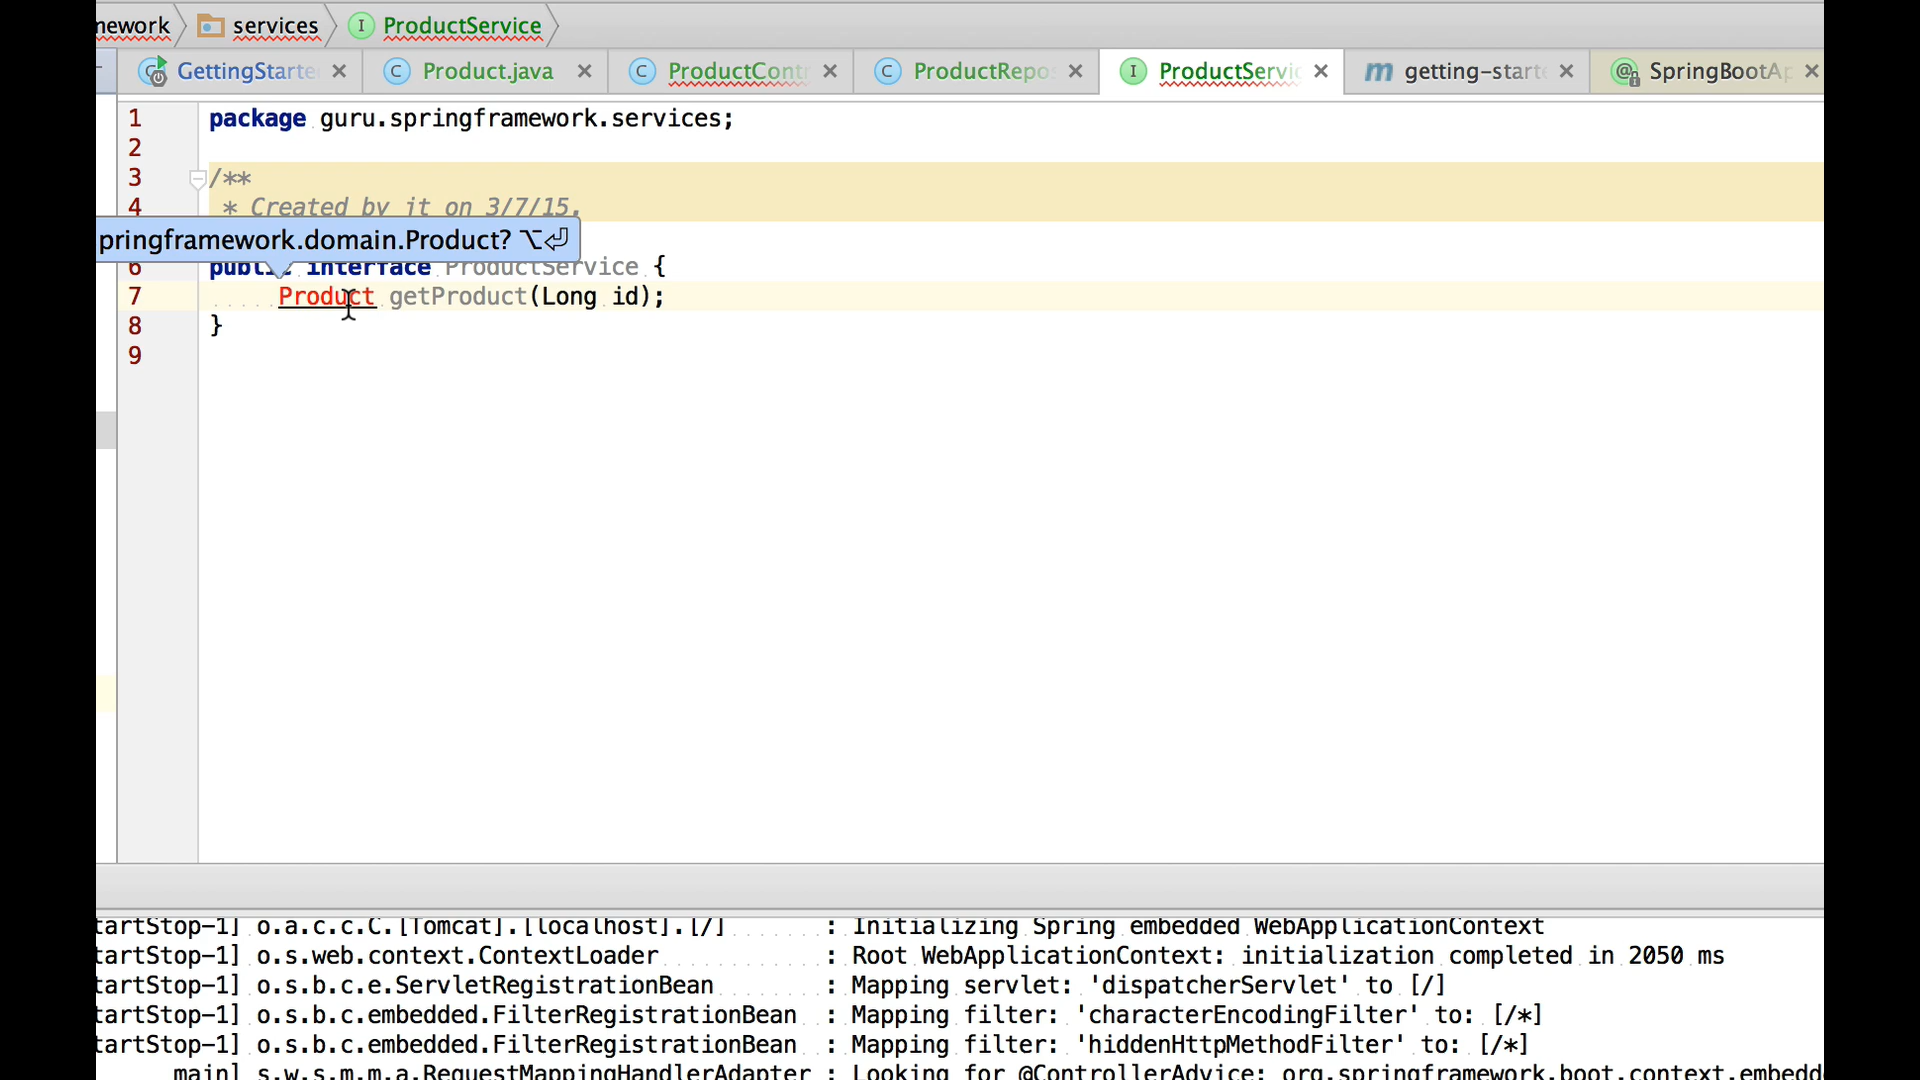 nework services I ProductService
GettingStarte Product.java ProductCont ProductRepo ProductServic getting-starte SpringBootAp
1 package guru.springframework.services;
2
3 /**
4 * Created by it on 3/7/15.
pringframework.domain.Product? ⌥⏎
6 public interface ProductService {
7 Product getProduct(Long id);
8 }
9
tartStop-1] o.a.c.c.C.[Tomcat].[localhost].[/] : Initializing Spring embedded WebApplicationContext
tartStop-1] o.s.web.context.ContextLoader : Root WebApplicationContext: initialization completed in 2050 ms
tartStop-1] o.s.b.c.e.ServletRegistrationBean : Mapping servlet: 'dispatcherServlet' to [/]
tartStop-1] o.s.b.c.embedded.FilterRegistrationBean : Mapping filter: 'characterEncodingFilter' to: [/*]
tartStop-1] o.s.b.c.embedded.FilterRegistrationBean : Mapping filter: 'hiddenHttpMethodFilter' to: [/*]
main] s.w.s.m.m.a.RequestMappingHandlerAdapter : Looking for @ControllerAdvice: org.springframework.boot.context.embedde